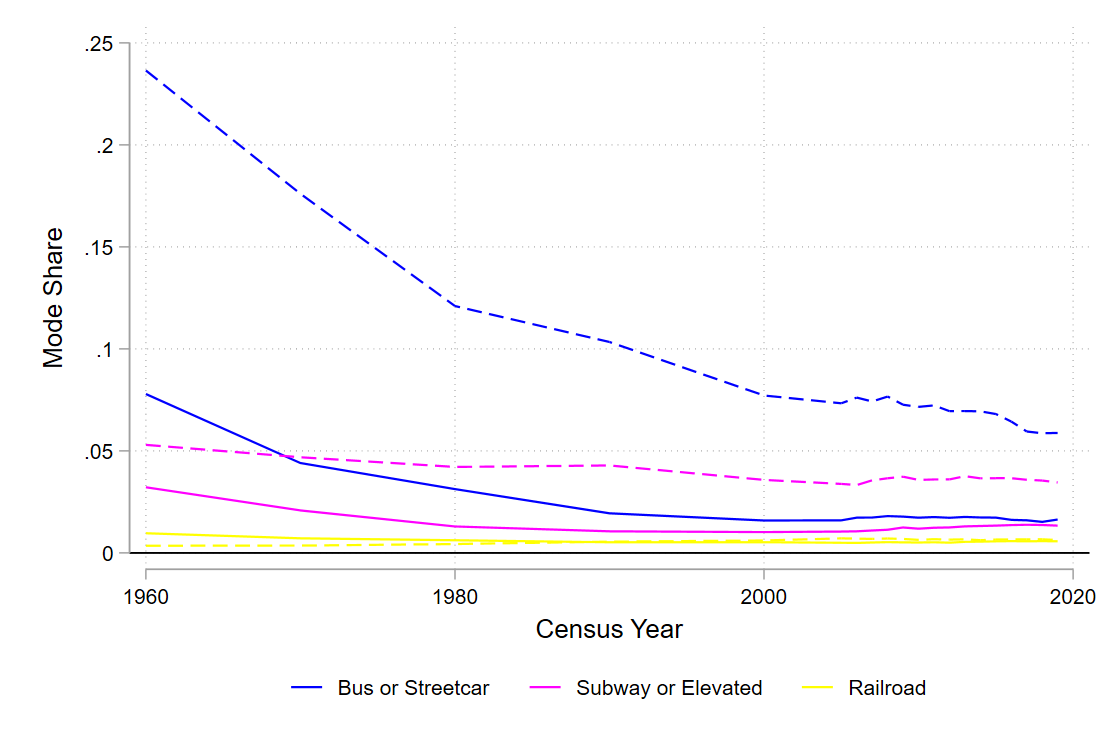 .25
.2
.15
.1
.05
0
Mode Share
1960 1980 2000 2020
Census Year
Bus or Streetcar Subway or Elevated Railroad